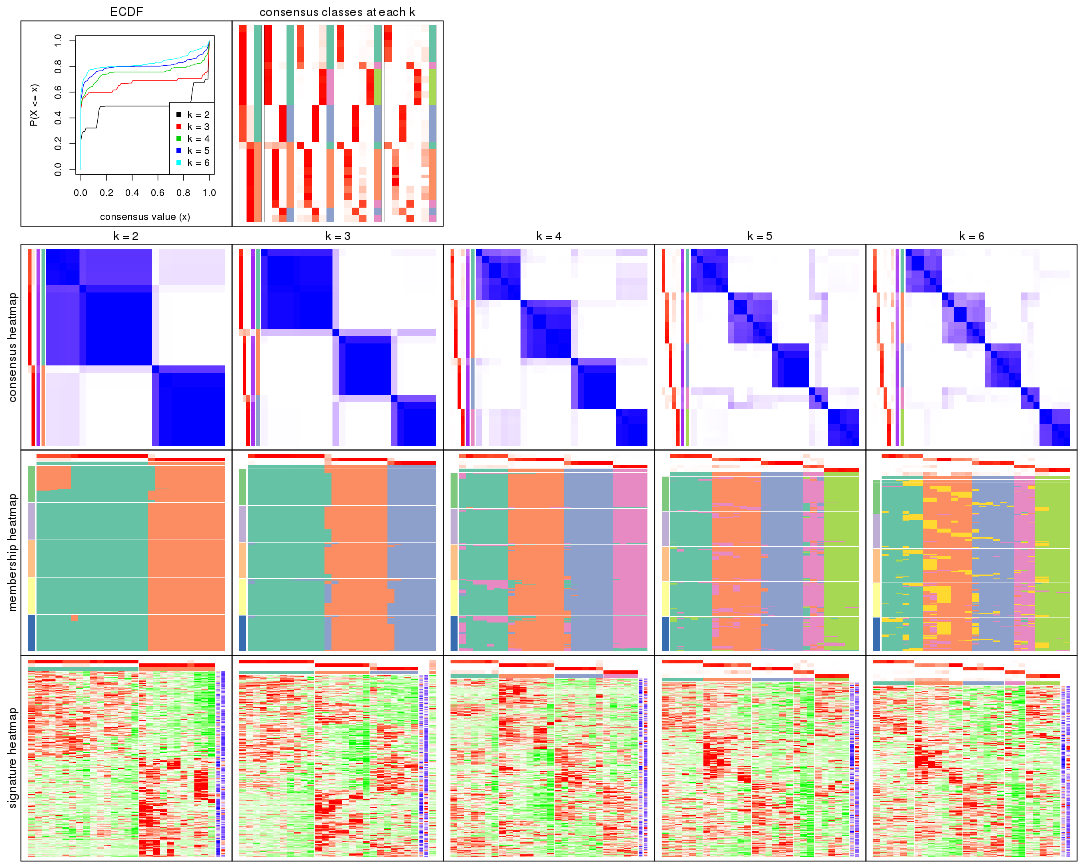 ECDF
consensus classes at each k
P(X <= x)
0.0 0.2 0.4 0.6 0.8 1.0
k = 2
k = 3
k = 4
k = 5
k = 6
0.0 0.2 0.4 0.6 0.8 1.0
consensus value (x)
k = 2 k = 3 k = 4 k = 5 k = 6
consensus heatmap
membership heatmap
signature heatmap